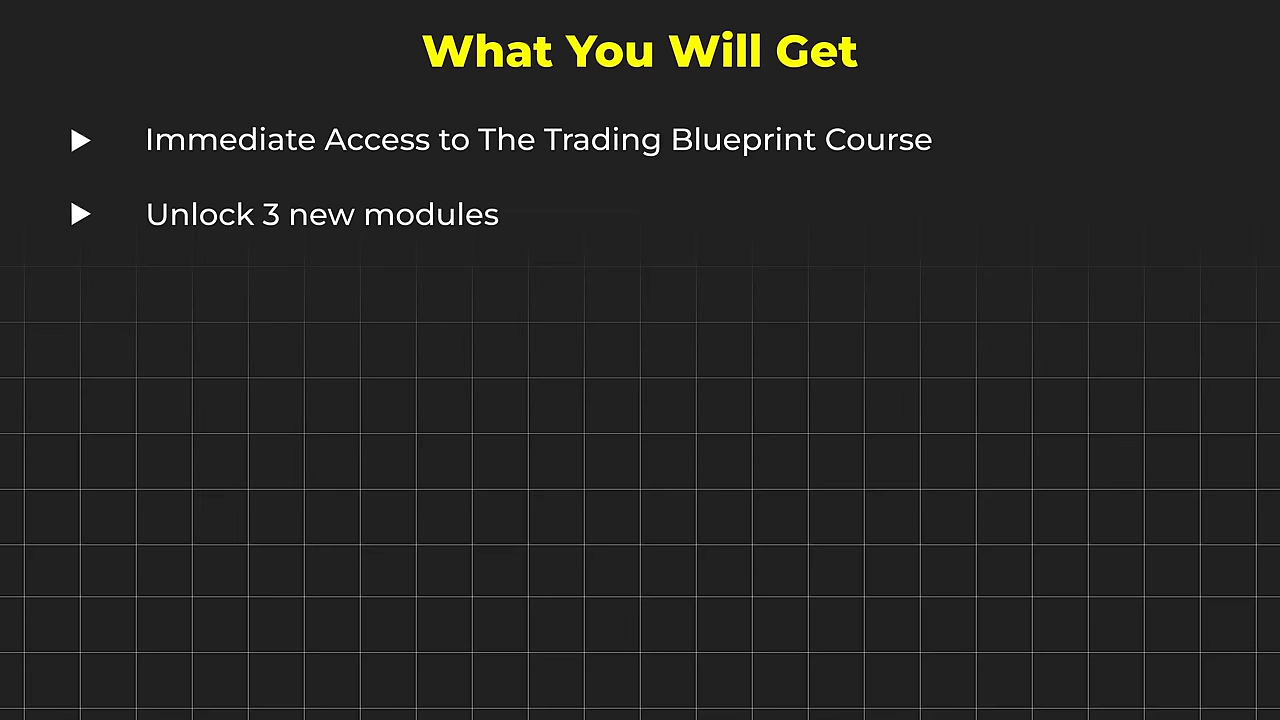 What You Will Get
Immediate Access to The Trading Blueprint Course
Unlock 3 new modules